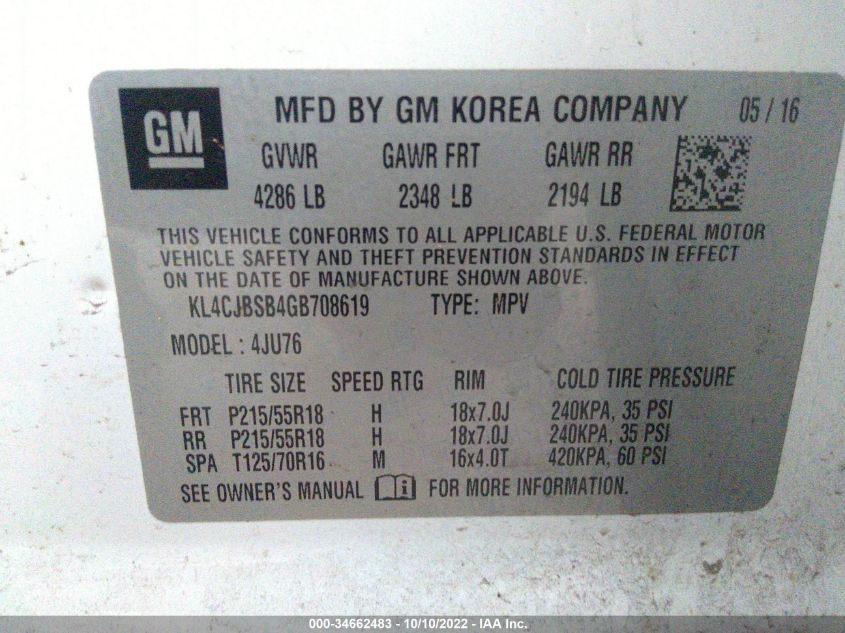 GM
MFD BY GM KOREA COMPANY 05 / 16
GVWR GAWR FRT GAWR RR
4286 LB 2348 LB 2194 LB
THIS VEHICLE CONFORMS TO ALL APPLICABLE U.S. FEDERAL MOTOR
VEHICLE SAFETY AND THEFT PREVENTION STANDARDS IN EFFECT
ON THE DATE OF MANUFACTURE SHOWN ABOVE.
KL4CJBSB4GB708619 TYPE: MPV
MODEL : 4JU76
TIRE SIZE SPEED RTG RIM COLD TIRE PRESSURE
FRT P215/55R18 H 18x7.0J 240KPA, 35 PSI
RR P215/55R18 H 18x7.0J 240KPA, 35 PSI
SPA T125/70R16 M 16x4.0T 420KPA, 60 PSI
SEE OWNER'S MANUAL i FOR MORE INFORMATION.
000-34662483 - 10/10/2022 - IAA Inc.